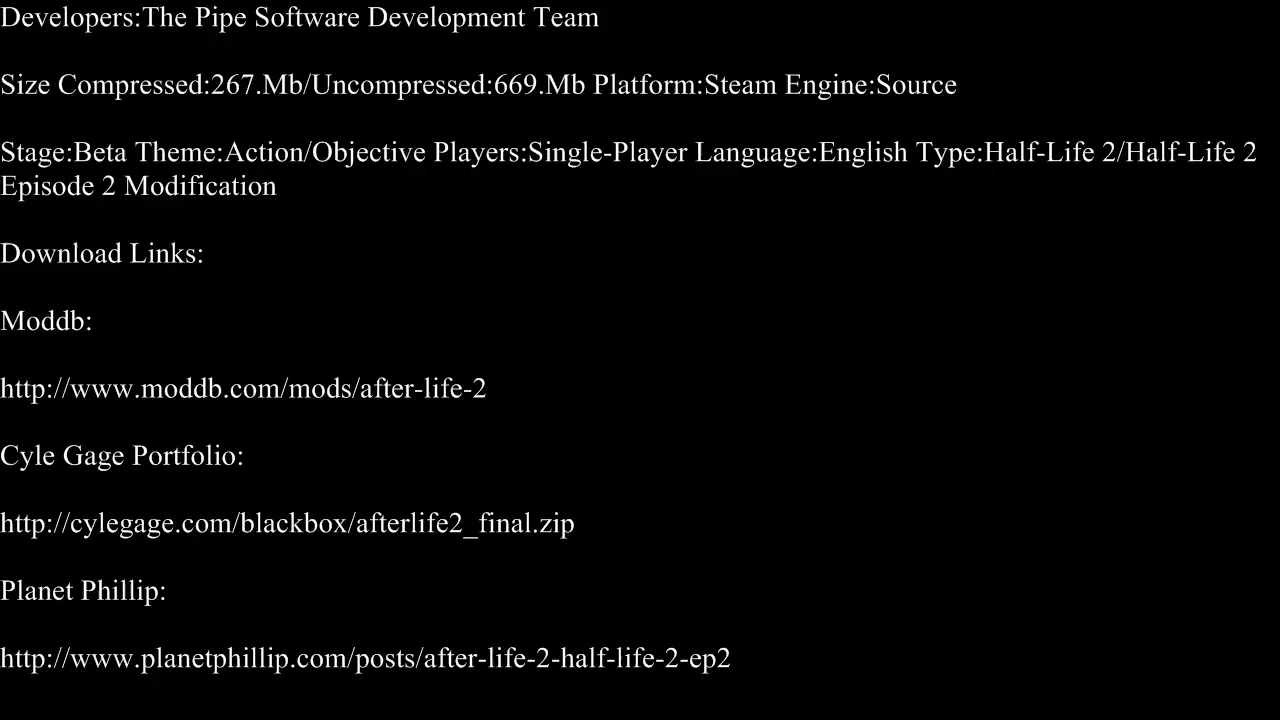 Developers:The Pipe Software Development Team
Size Compressed:267.Mb/Uncompressed:669.Mb Platform:Steam Engine:Source
Stage:Beta Theme:Action/Objective Players:Single-Player Language:English Type:Half-Life 2/Half-Life 2
Episode 2 Modification
Download Links:
Moddb:
http://www.moddb.com/mods/after-life-2
Cyle Gage Portfolio:
http://cylegage.com/blackbox/afterlife2_final.zip
Planet Phillip:
http://www.planetphillip.com/posts/after-life-2-half-life-2-ep2